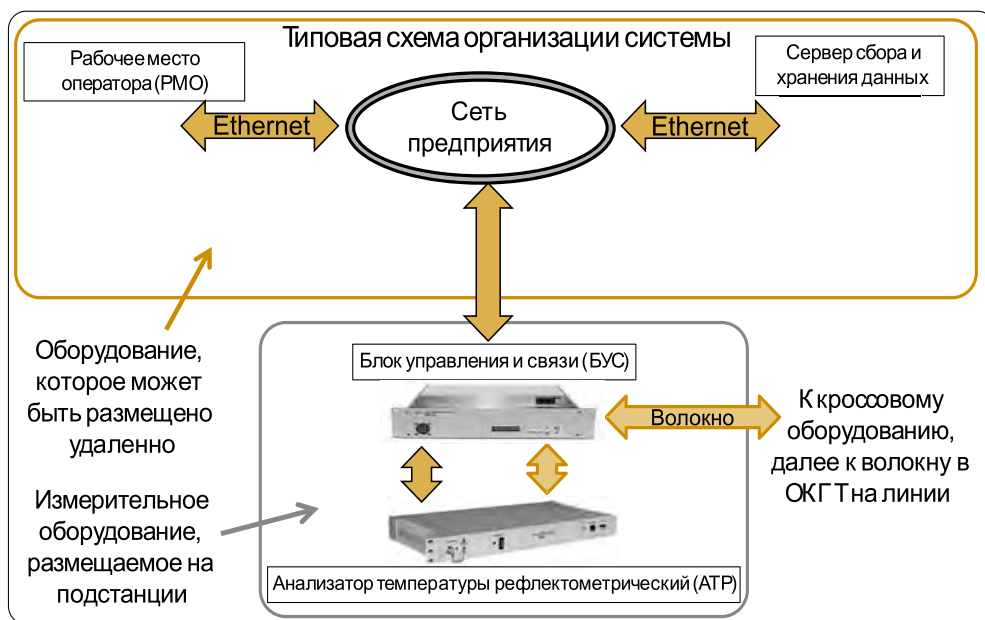 Типовая схема организации системы
Рабочее место
оператора (РМО)
Сервер сбора и
хранения данных
Ethernet
Сеть
предприятия
Ethernet
Оборудование,
которое может
быть размещено
удаленно
Блок управления и связи (БУС)
Волокно
К кроссовому
оборудованию,
далее к волокну в
ОКГТ на линии
Измерительное
оборудование,
размещаемое на
подстанции
Анализатор температуры рефлектометрический (АТР)